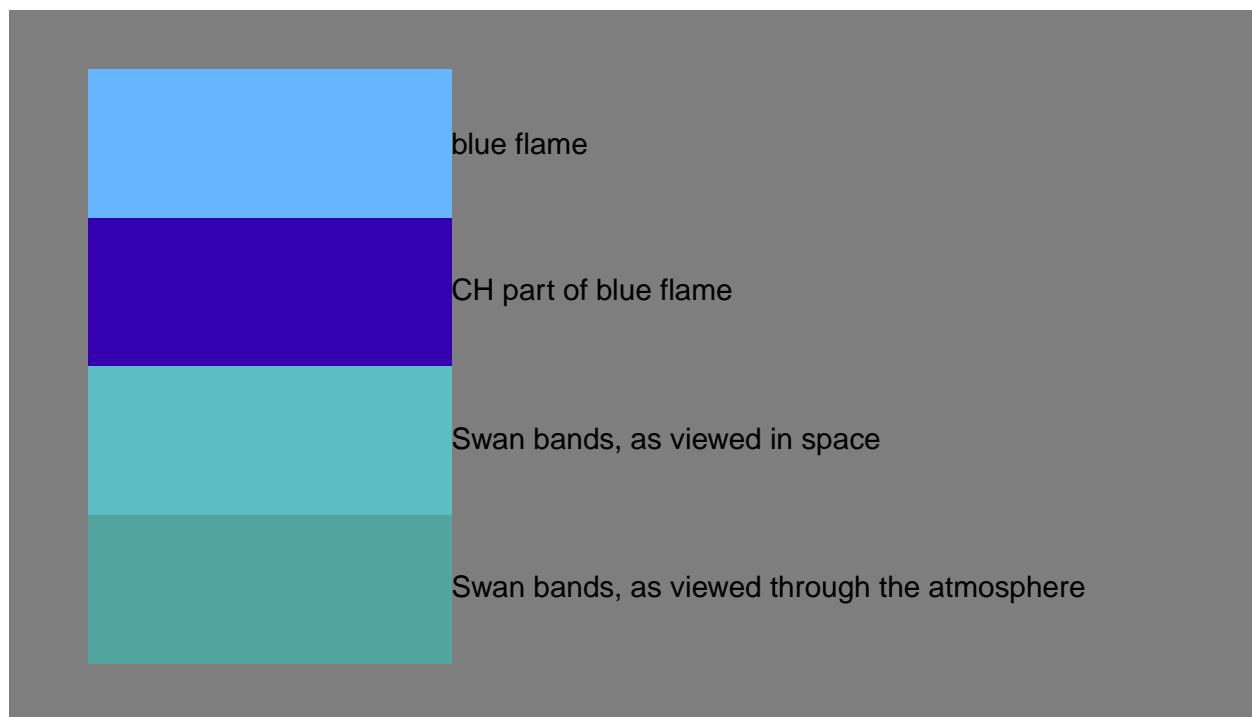 blue flame
CH part of blue flame
Swan bands, as viewed in space
Swan bands, as viewed through the atmosphere